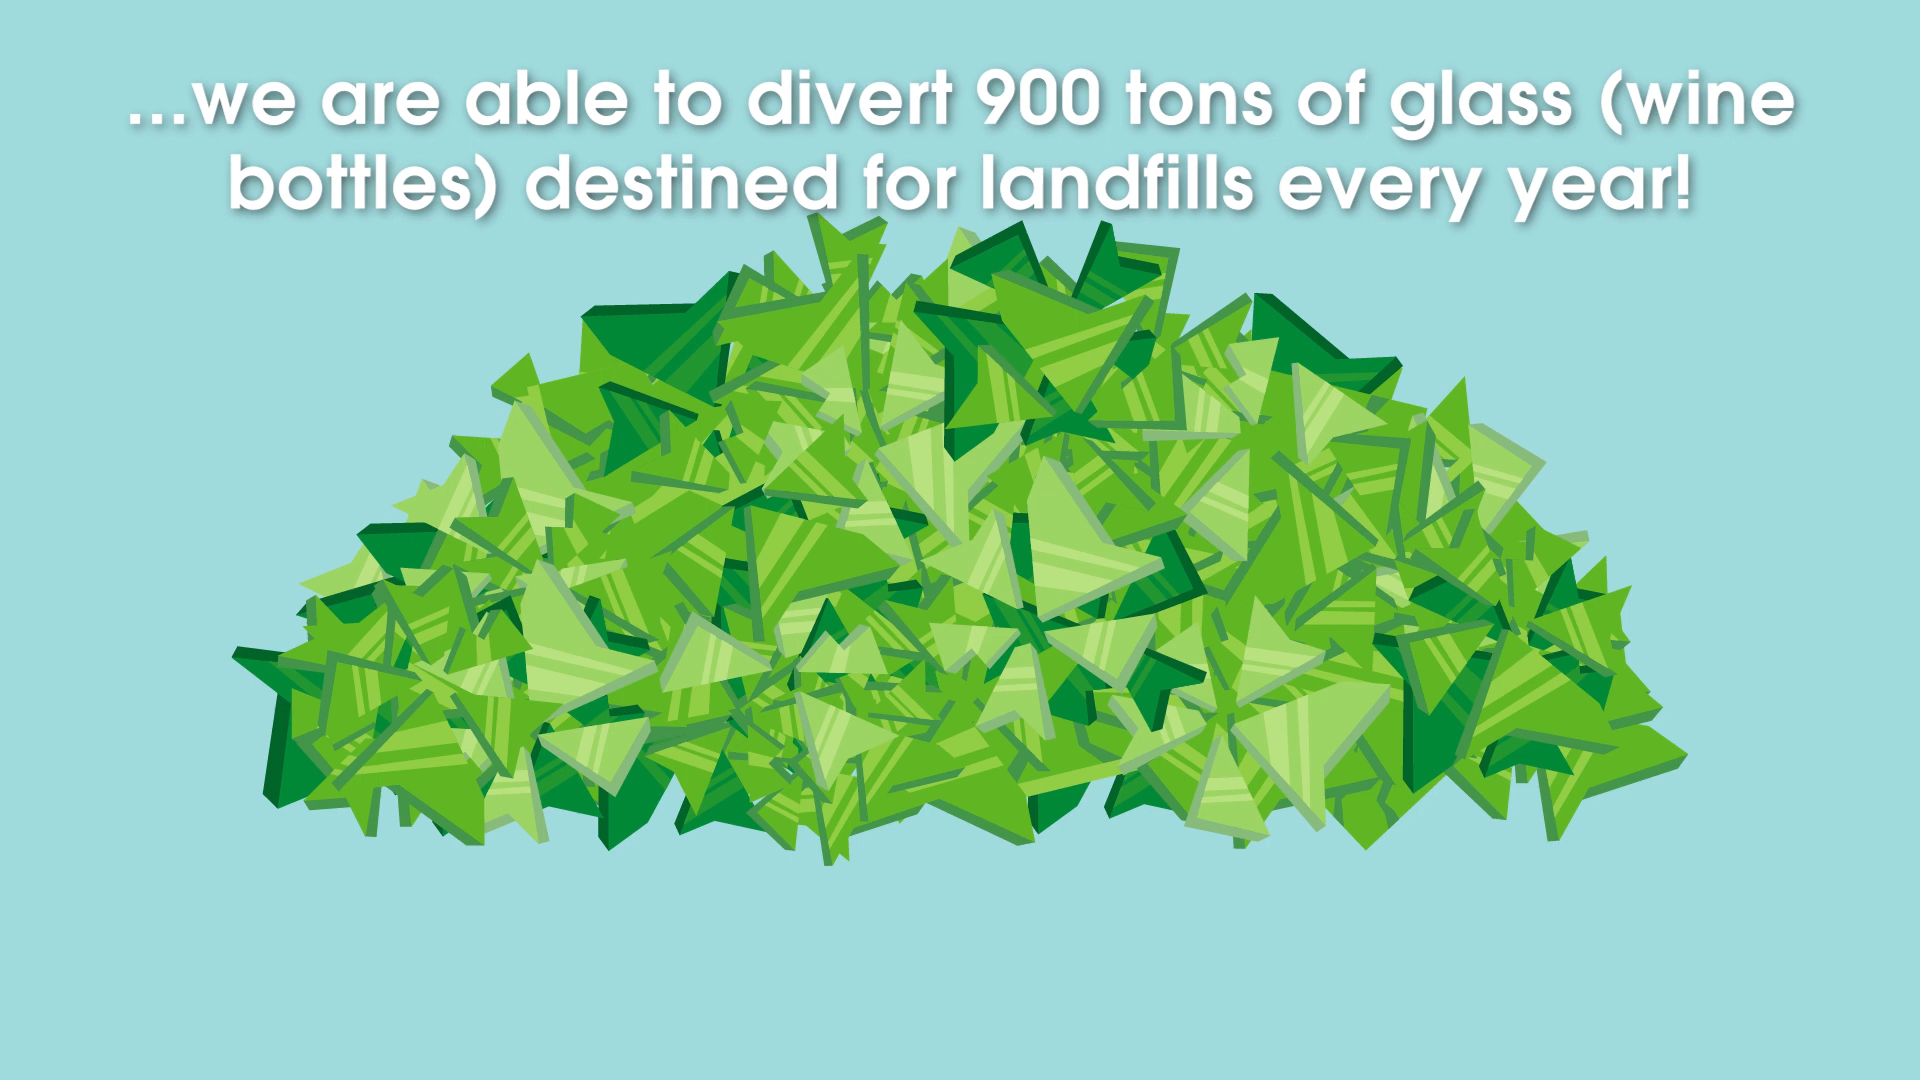 ...we are able to divert 900 tons of glass (wine
bottles) destined for landfills every year!